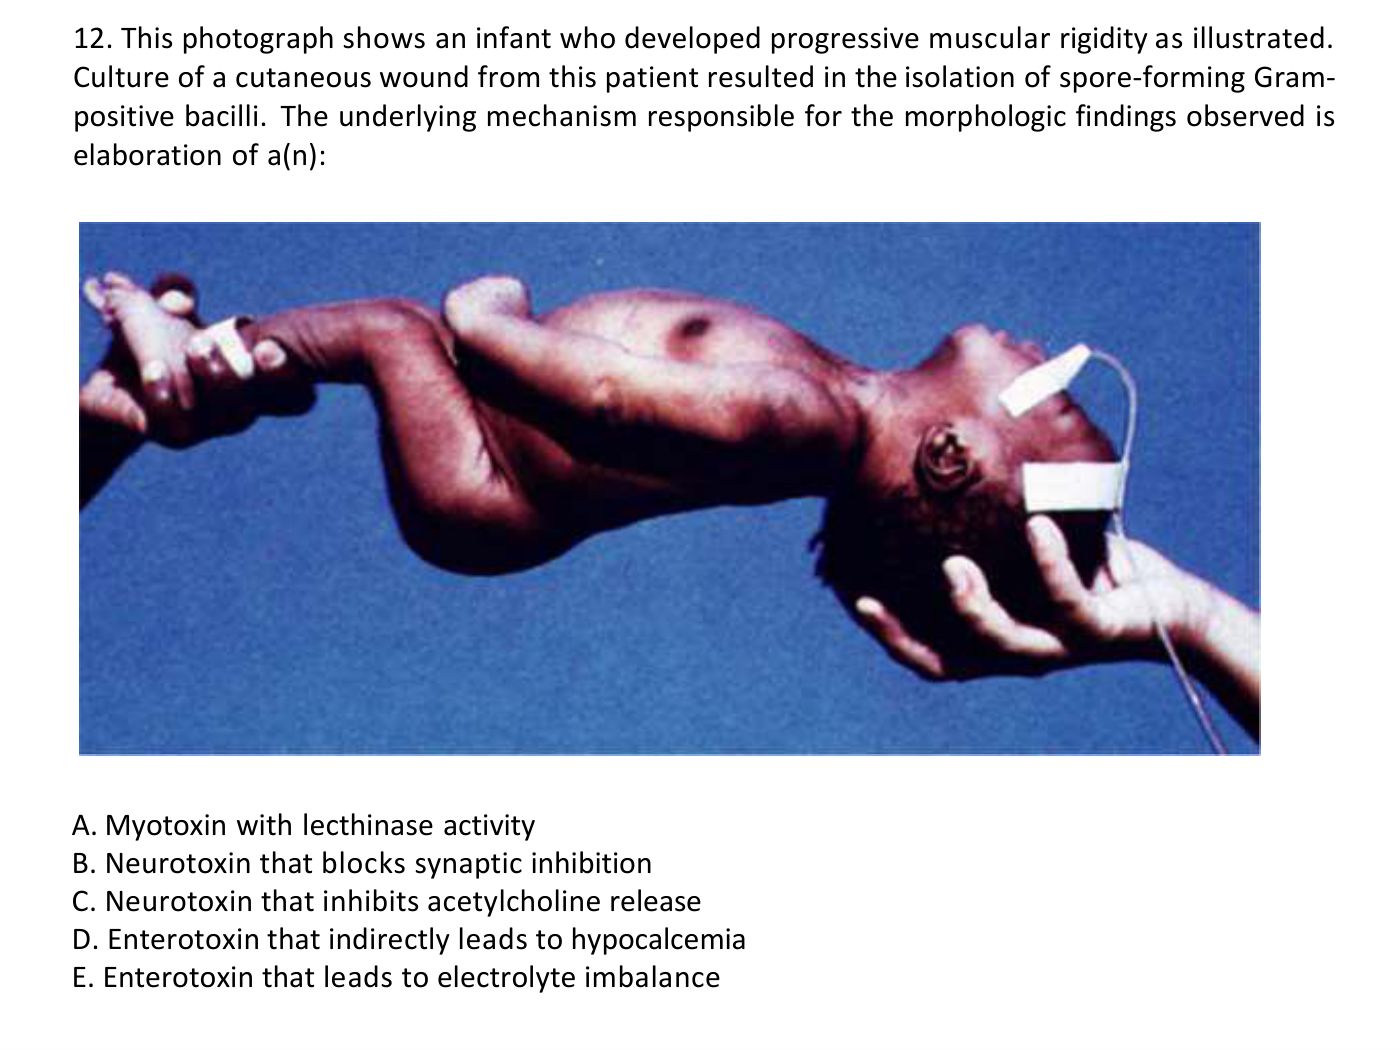 12. This photograph shows an infant who developed progressive muscular rigidity as illustrated.
Culture of a cutaneous wound from this patient resulted in the isolation of spore-forming Gram-
positive bacilli. The underlying mechanism responsible for the morphologic findings observed is
elaboration of a(n):
A. Myotoxin with lecthinase activity
B. Neurotoxin that blocks synaptic inhibition
C. Neurotoxin that inhibits acetylcholine release
D. Enterotoxin that indirectly leads to hypocalcemia
E. Enterotoxin that leads to electrolyte imbalance